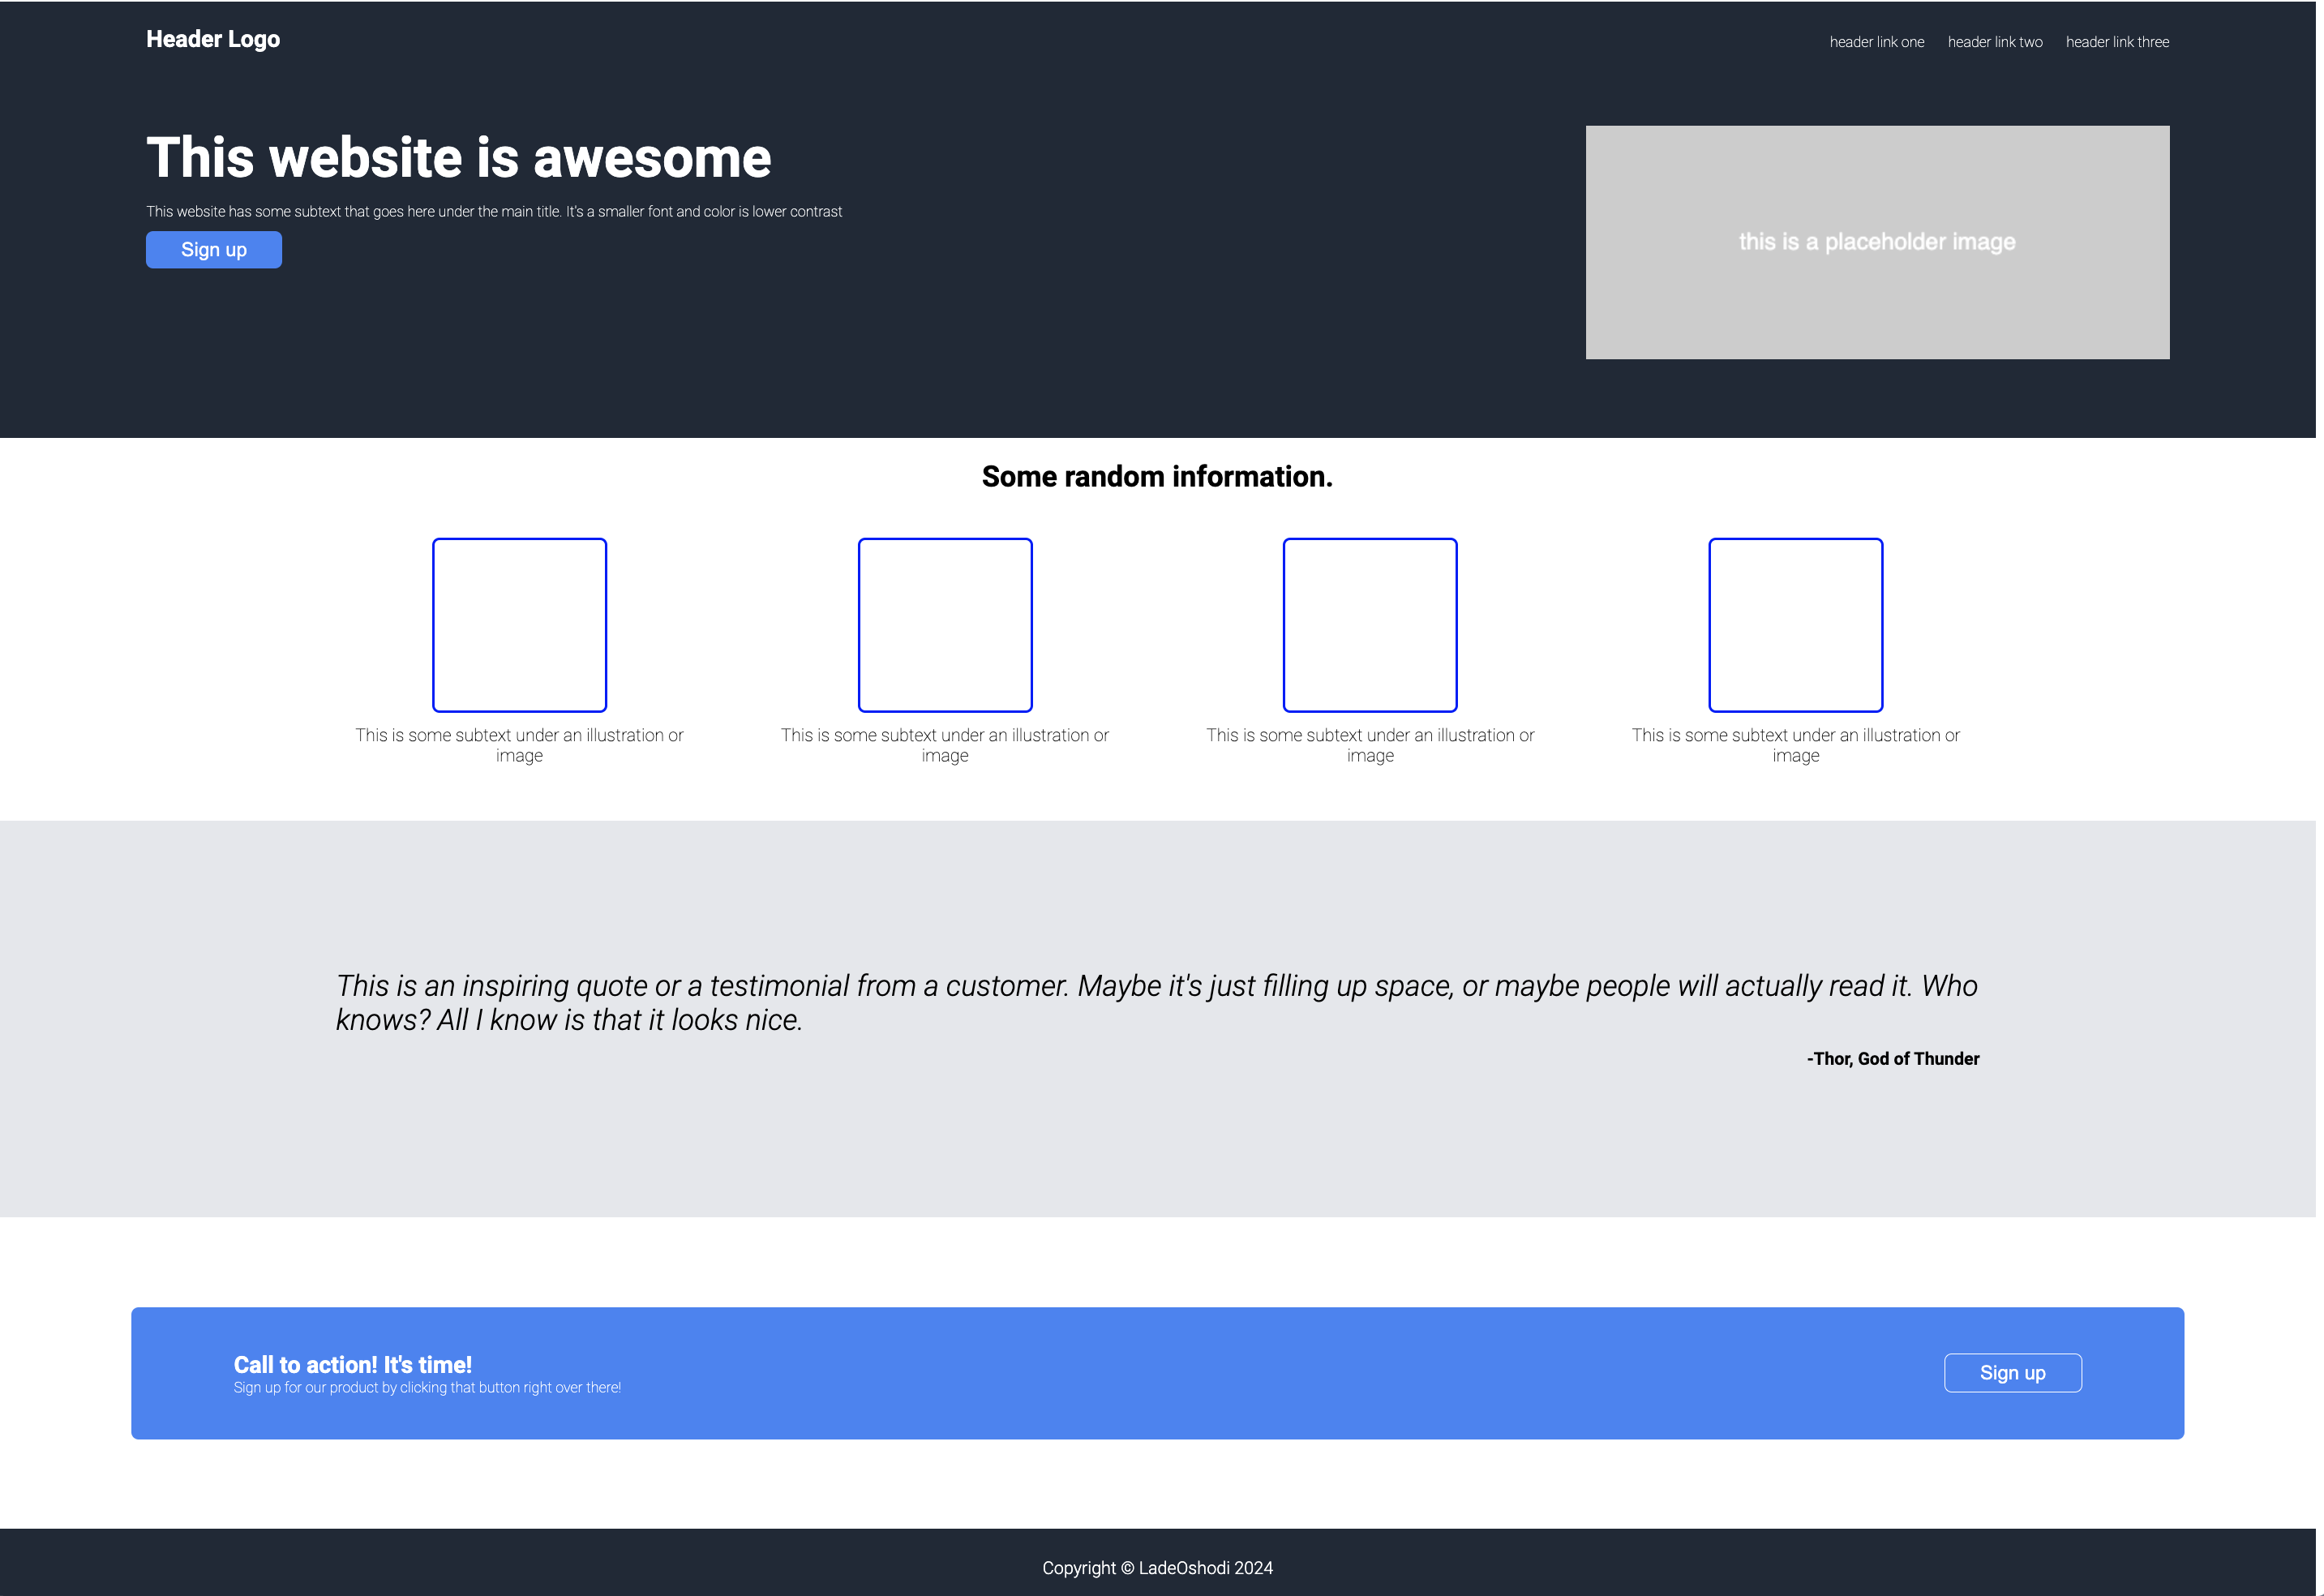 Header Logo
header link one
header link two
header link three
This website is awesome
This website has some subtext that goes here under the main title. It's a smaller font and color is lower contrast
Sign up
this is a placeholder image
Some random information.
This is some subtext under an illustration or
image
This is some subtext under an illustration or
image
This is some subtext under an illustration or
image
This is some subtext under an illustration or
image
This is an inspiring quote or a testimonial from a customer. Maybe it's just filling up space, or maybe people will actually read it. Who
knows? All I know is that it looks nice.
-Thor, God of Thunder
Call to action! It's time!
Sign up for our product by clicking that button right over there!
Sign up
Copyright © LadeOshodi 2024